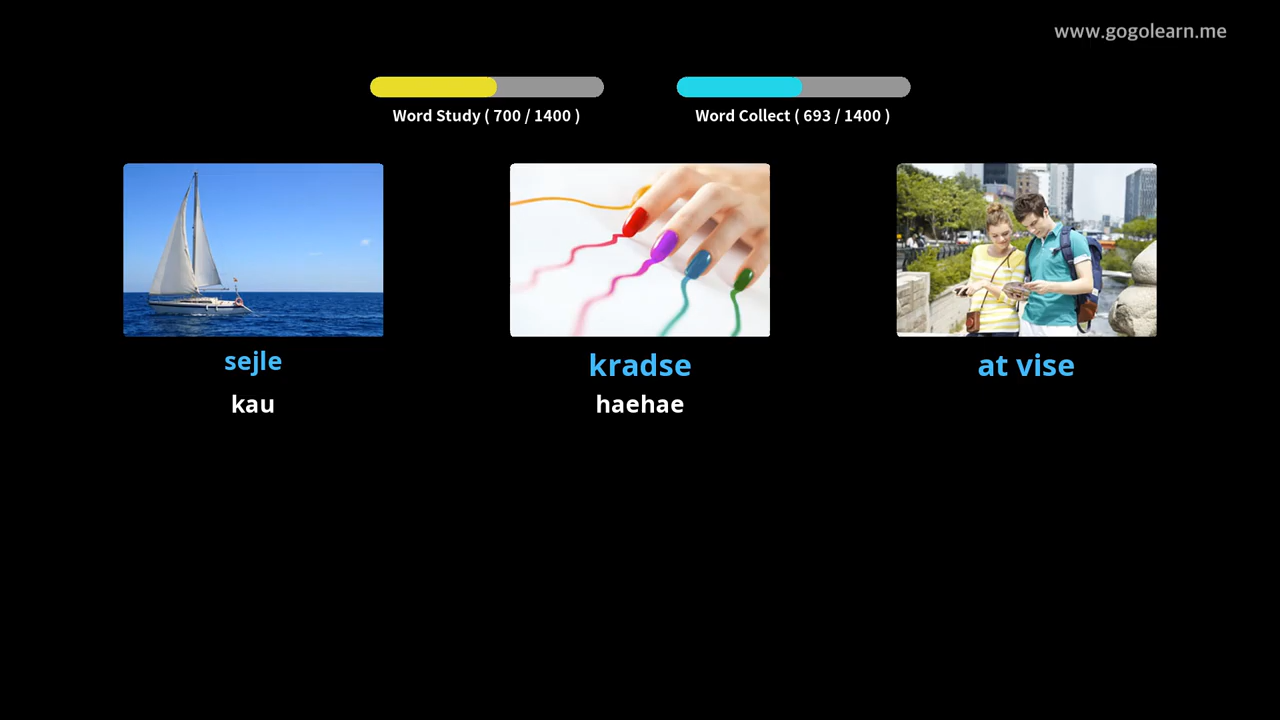 www.gogolearn.me
Word Study ( 700 / 1400 )
Word Collect ( 693 / 1400 )
sejle
kradse
at vise
kau
haehae